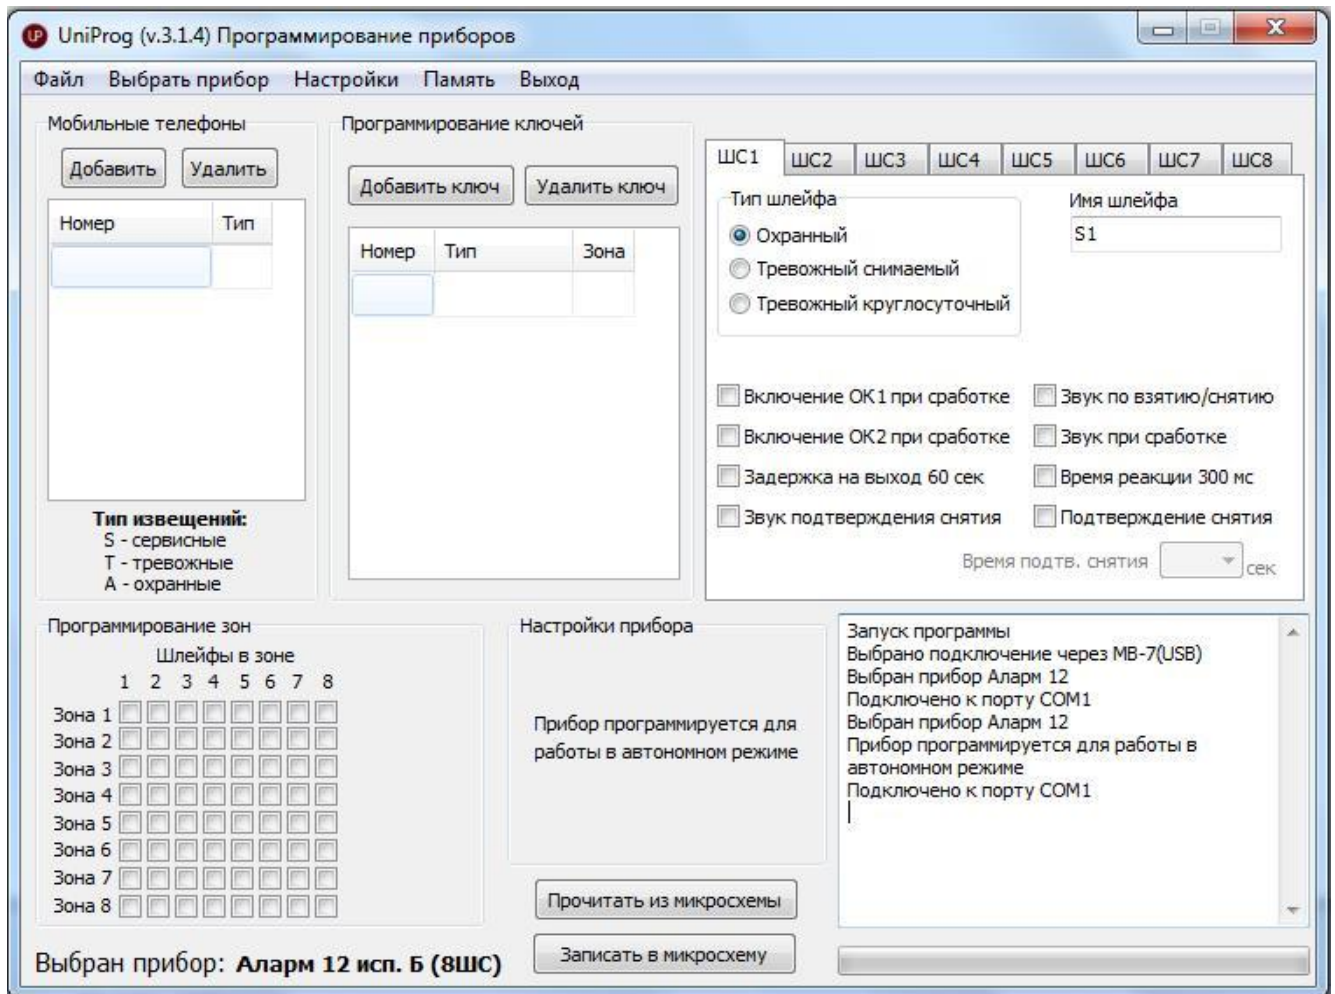 UniProg (v.3.1.4) Программирование приборов
Файл Выбрать прибор Настройки Память Выход
Мобильные телефоны
Добавить Удалить
Номер Тип
Тип извещений:
S - сервисные
T - тревожные
A - охранные
Программирование ключей
Добавить ключ Удалить ключ
Номер Тип Зона
ШС1 ШС2 ШС3 ШС4 ШС5 ШС6 ШС7 ШС8
Тип шлейфа
Охранный
Тревожный снимаемый
Тревожный круглосуточный
Имя шлейфа
S1
Включение ОК1 при сработке
Звук по взятию/снятию
Включение ОК2 при сработке
Звук при сработке
Задержка на выход 60 сек
Время реакции 300 мс
Звук подтверждения снятия
Подтверждение снятия
Время подтв. снятия сек
Программирование зон
Шлейфы в зоне
1 2 3 4 5 6 7 8
Зона 1
Зона 2
Зона 3
Зона 4
Зона 5
Зона 6
Зона 7
Зона 8
Настройки прибора
Прибор программируется для
работы в автономном режиме
Прочитать из микросхемы
Записать в микросхему
Запуск программы
Выбрано подключение через МВ-7(USB)
Выбран прибор Аларм 12
Подключено к порту COM1
Выбран прибор Аларм 12
Прибор программируется для работы в
автономном режиме
Подключено к порту COM1
Выбран прибор: Аларм 12 исп. Б (8ШС)